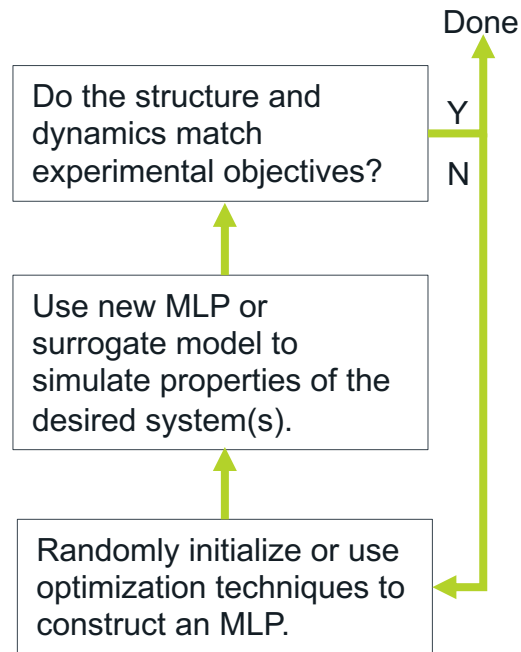 Done
Do the structure and
dynamics match
experimental objectives?
Y
N
Use new MLP or
surrogate model to
simulate properties of the
desired system(s).
Randomly initialize or use
optimization techniques to
construct an MLP.